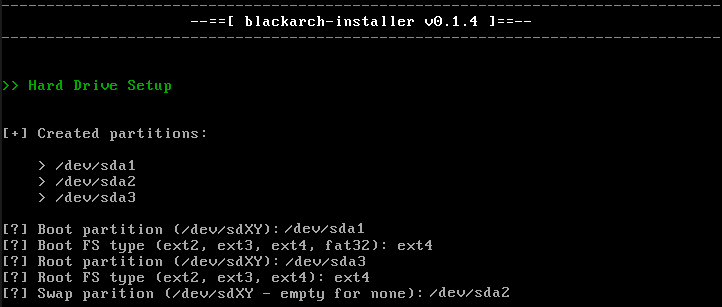 --==[ blackarch-installer v0.1.4 ]==--
>> Hard Drive Setup
[+] Created partitions:
> /dev/sda1
> /dev/sda2
> /dev/sda3
[?] Boot partition (/dev/sdXY): /dev/sda1
[?] Boot FS type (ext2, ext3, ext4, fat32): ext4
[?] Root partition (/dev/sdXY): /dev/sda3
[?] Root FS type (ext2, ext3, ext4): ext4
[?] Swap parition (/dev/sdXY - empty for none): /dev/sda2